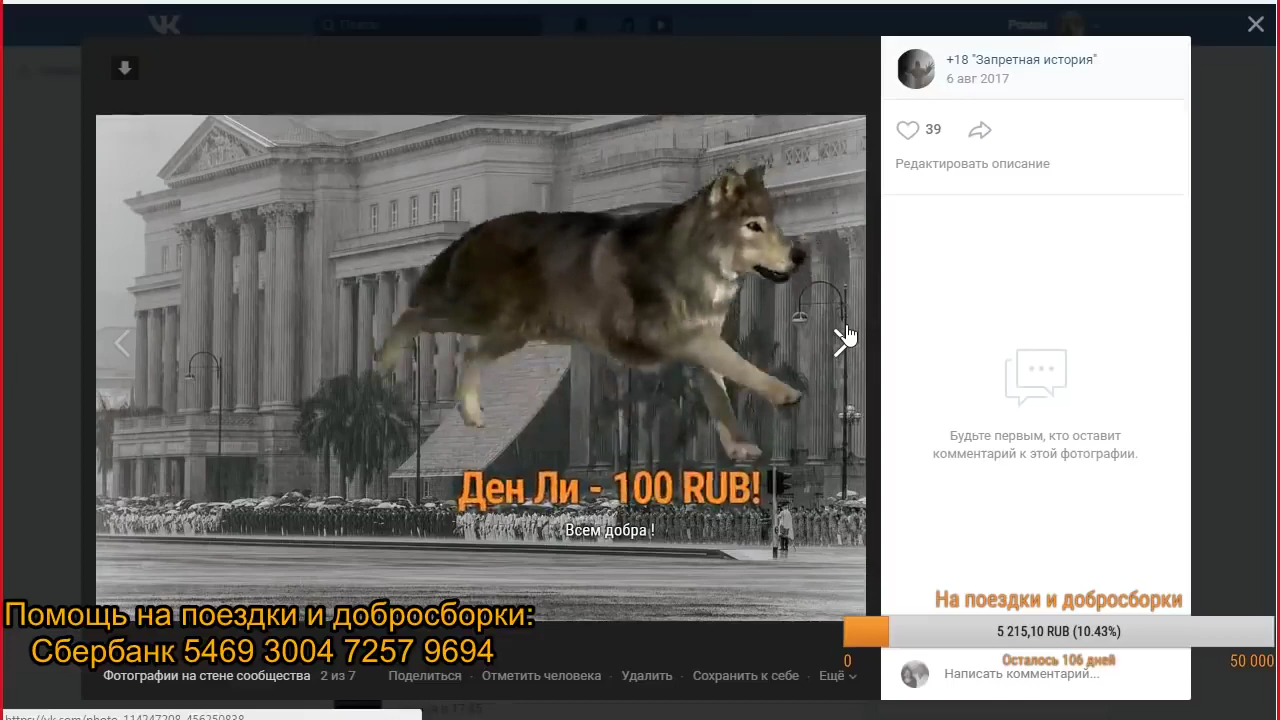 Поиск
Роман
+18 "Запретная история"
6 авг 2017
39
Редактировать описание
Будьте первым, кто оставит
комментарий к этой фотографии.
Ден Ли - 100 RUB!
Всем добра !
Помощь на поездки и добросборки:
Сбербанк 5469 3004 7257 9694
На поездки и добросборки
5 215,10 RUB (10.43%)
0
Осталось 106 дней
50 000
Фотографии на стене сообщества 2 из 7 Поделиться · Отметить человека · Удалить · Сохранить к себе · Ещё
Написать комментарий...